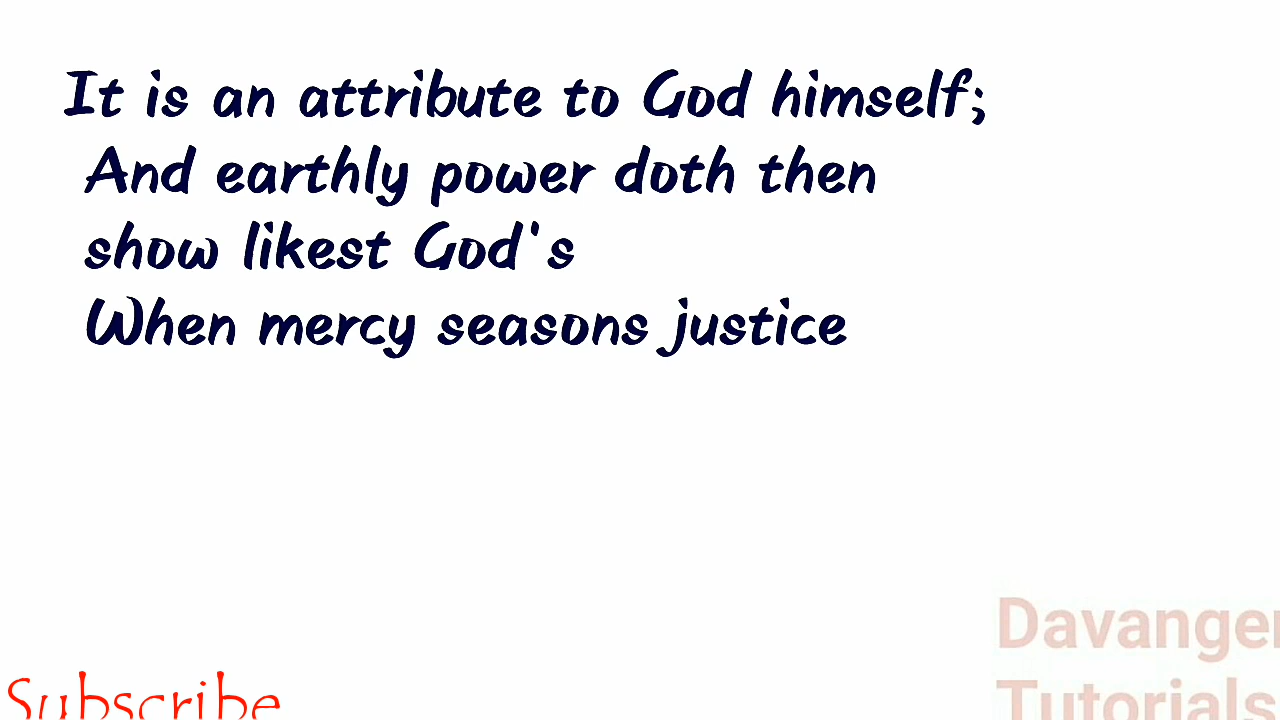 It is an attribute to God himself;
And earthly power doth then
show likest God's
When mercy seasons justice
Tutorials
Subscribe